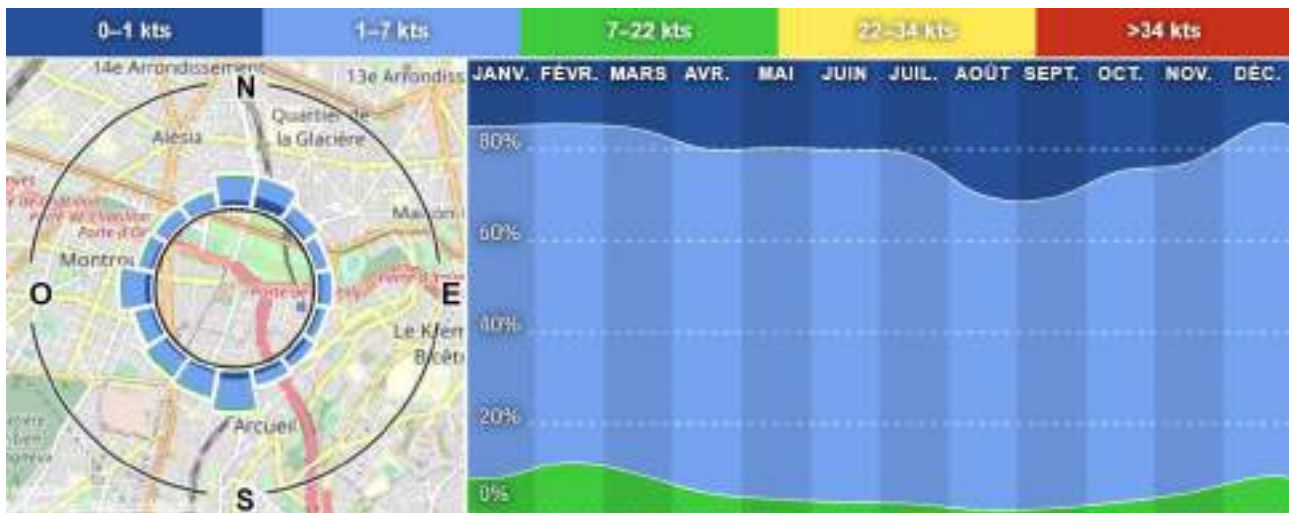 0–1 kts
1–7 kts
7–22 kts
22–34 kts
>34 kts
14e Arrondissement
13e Arrondiss
N
Quartier de
la Glacière
Alésia
Montrou
O
E
Le Krem
Bicêt
Arcueil
S
JANV. FÉVR. MARS AVR. MAI JUIN JUIL. AOÛT SEPT. OCT. NOV. DÉC.
80%
60%
40%
20%
0%